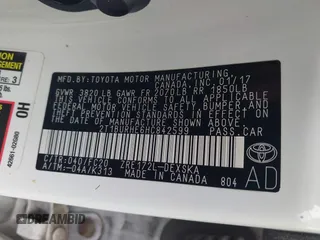 MFD. BY:TOYOTA MOTOR MANUFACTURING
CANADA, INC. 01/17
GVWR 3820 LB GAWR FR 2020LB RR 1850LB
THIS VEHICLE CONFORMS TO ALL APPLICABLE
FEDERAL MOTOR VEHICLE SAFETY, BUMPER, AND
THEFT PREVENTION STANDARDS IN EFFECT ON
THE DATE OF MANUFACTURE SHOWN ABOVE.
2T1BURHE6HC842599
PASS. CAR
C/TR:040/FC20 ZRE172L-DEXSKA
A/TM:-04A/K313
MADE IN CANADA 804
AD
TOYOTA
OH
DREAMBID